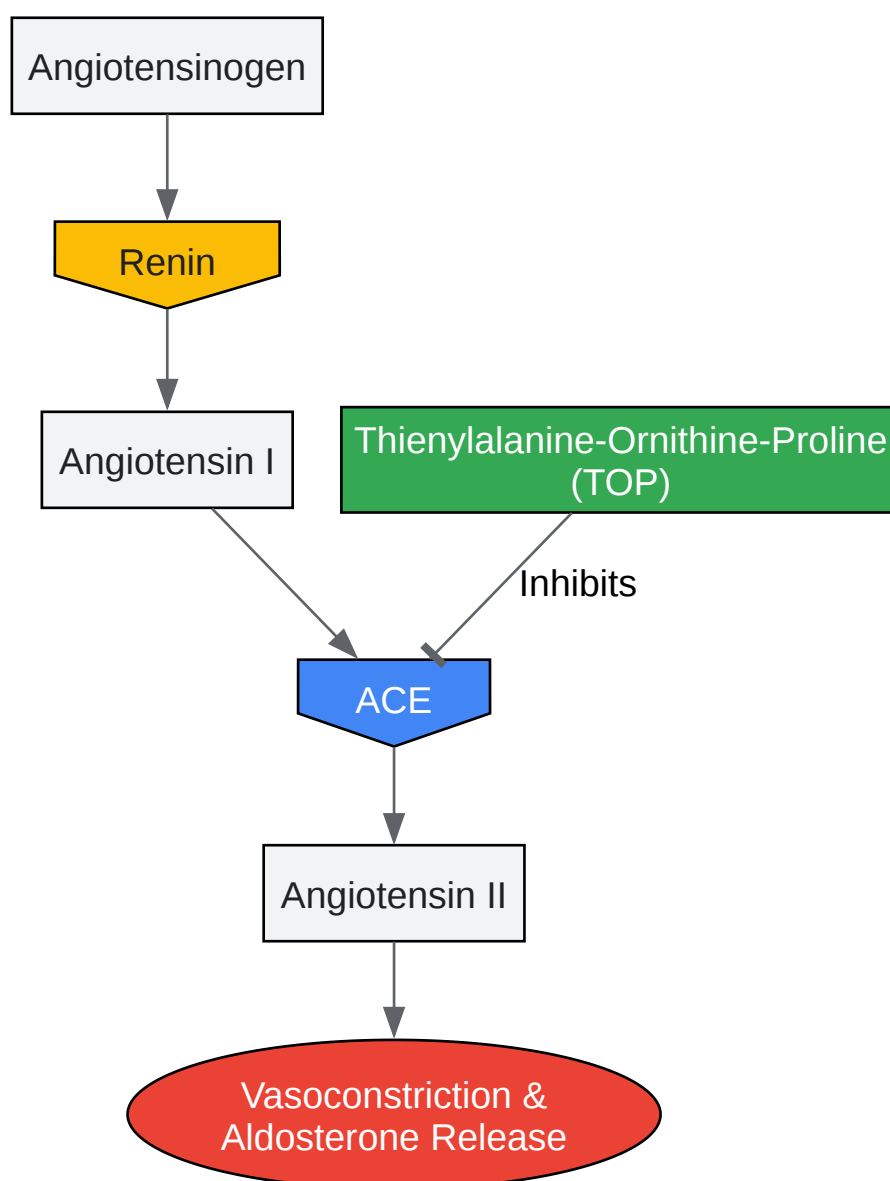 Angiotensinogen
Renin
Angiotensin I
Thienylalanine-Ornithine-Proline
(TOP)
Inhibits
ACE
Angiotensin II
Vasoconstriction &
Aldosterone Release